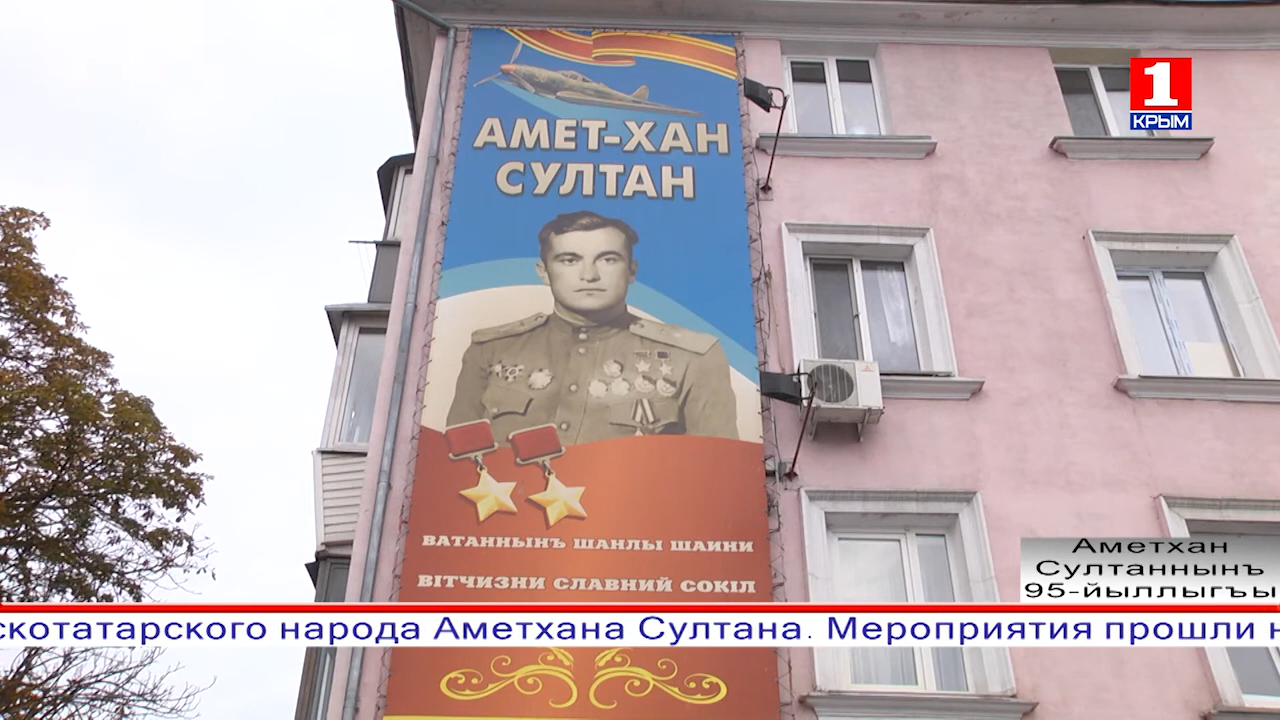 АМЕТ-ХАН
СУЛТАН
ВАТАННЫНЪ ШАНЛЫ ШАИНИ
ВІТЧИЗНИ СЛАВНИЙ СОКІЛ
1
КРЫМ
Аметхан
Султаннынъ
95-йыллыгъы
скотатарского народа Аметхана Султана. Мероприятия прошли н